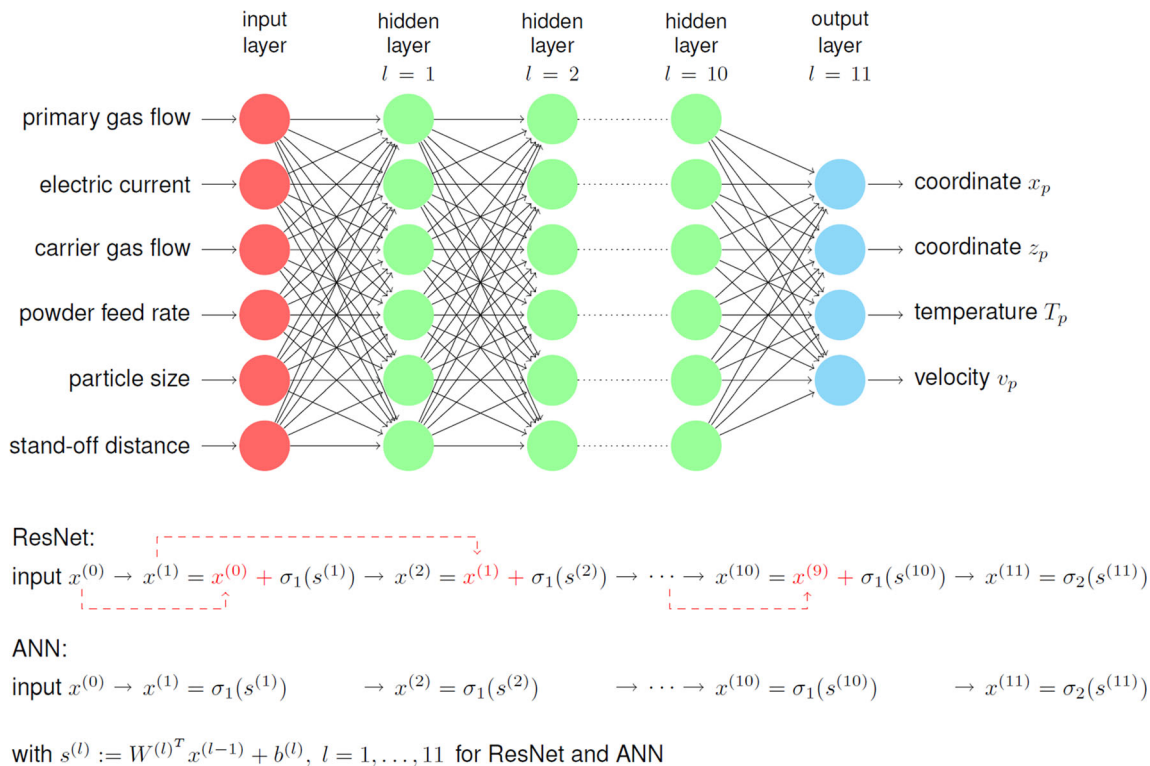 input layer
hidden layer l = 1
hidden layer l = 2
hidden layer l = 10
output layer l = 11
primary gas flow
electric current
carrier gas flow
powder feed rate
particle size
stand-off distance
coordinate x_p
coordinate z_p
temperature T_p
velocity v_p
ResNet:
input x^{(0)} → x^{(1)} = x^{(0)} + σ_1(s^{(1)}) → x^{(2)} = x^{(1)} + σ_1(s^{(2)}) → ⋯ → x^{(10)} = x^{(9)} + σ_1(s^{(10)}) → x^{(11)} = σ_2(s^{(11)})
ANN:
input x^{(0)} → x^{(1)} = σ_1(s^{(1)}) → x^{(2)} = σ_1(s^{(2)}) → ⋯ → x^{(10)} = σ_1(s^{(10)}) → x^{(11)} = σ_2(s^{(11)})
with s^{(l)} := W^{(l)^T} x^{(l-1)} + b^{(l)}, l = 1, ..., 11 for ResNet and ANN